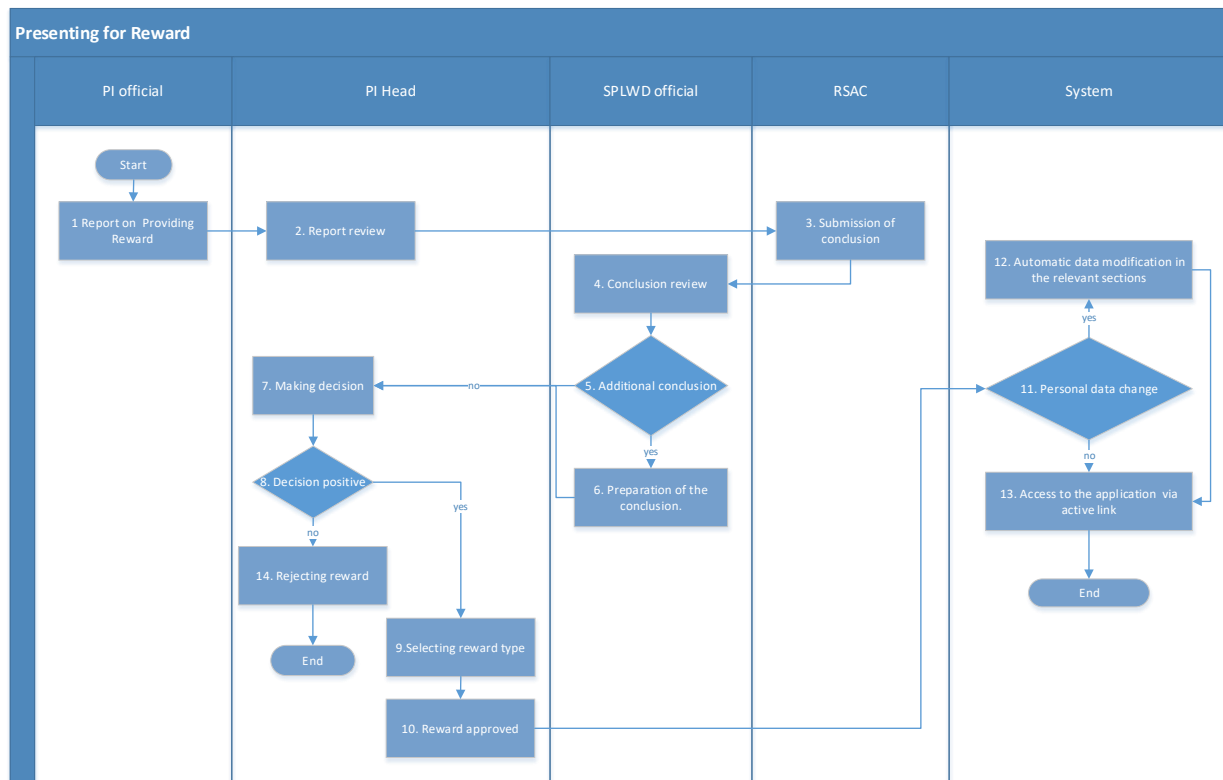 Presenting for Reward
PI official
PI Head
SPLWD official
RSAC
System
Start
1 Report on Providing
Reward
2. Report review
3. Submission of
conclusion
4. Conclusion review
12. Automatic data modification in
the relevant sections
yes
7. Making decision
no
5. Additional conclusion
11. Personal data change
yes
no
8. Decision positive
6. Preparation of the
conclusion.
13. Access to the application via
active link
yes
no
14. Rejecting reward
End
9.Selecting reward type
End
10. Reward approved